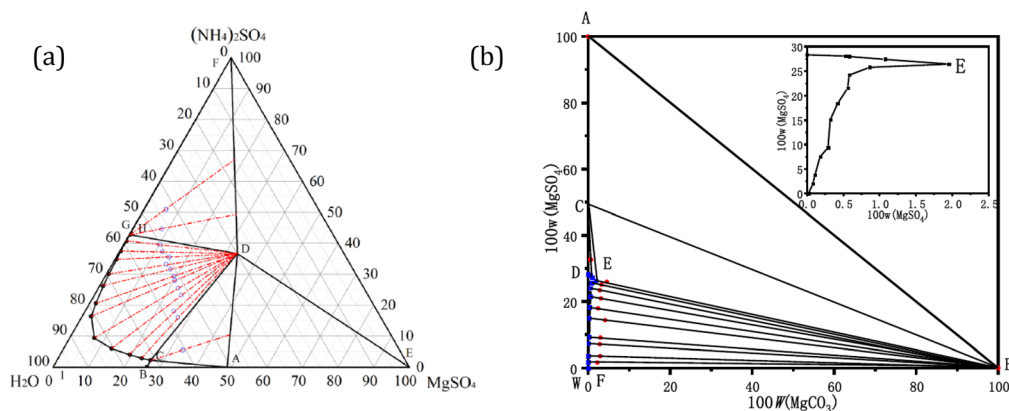 (a)
(NH₄)₂SO₄
0 100
F
10 90
20 80
30 70
40 60
50 50
G H
60 40
D
70 30
80 20
90 10
C A E
100 0
H₂O 0 I 10 20 B 30 40 50 60 70 80 90 100 MgSO₄
(b)
A
100
80
60
C
40
D E
20
0
W F
0 20 40 60 80 100
100w(MgSO₄)
100W(MgCO₃)
30
25
20
15
10
5
0
E
0.0 0.5 1.0 1.5 2.0 2.5
100w(MgSO₄)
100w(MgSO₄)